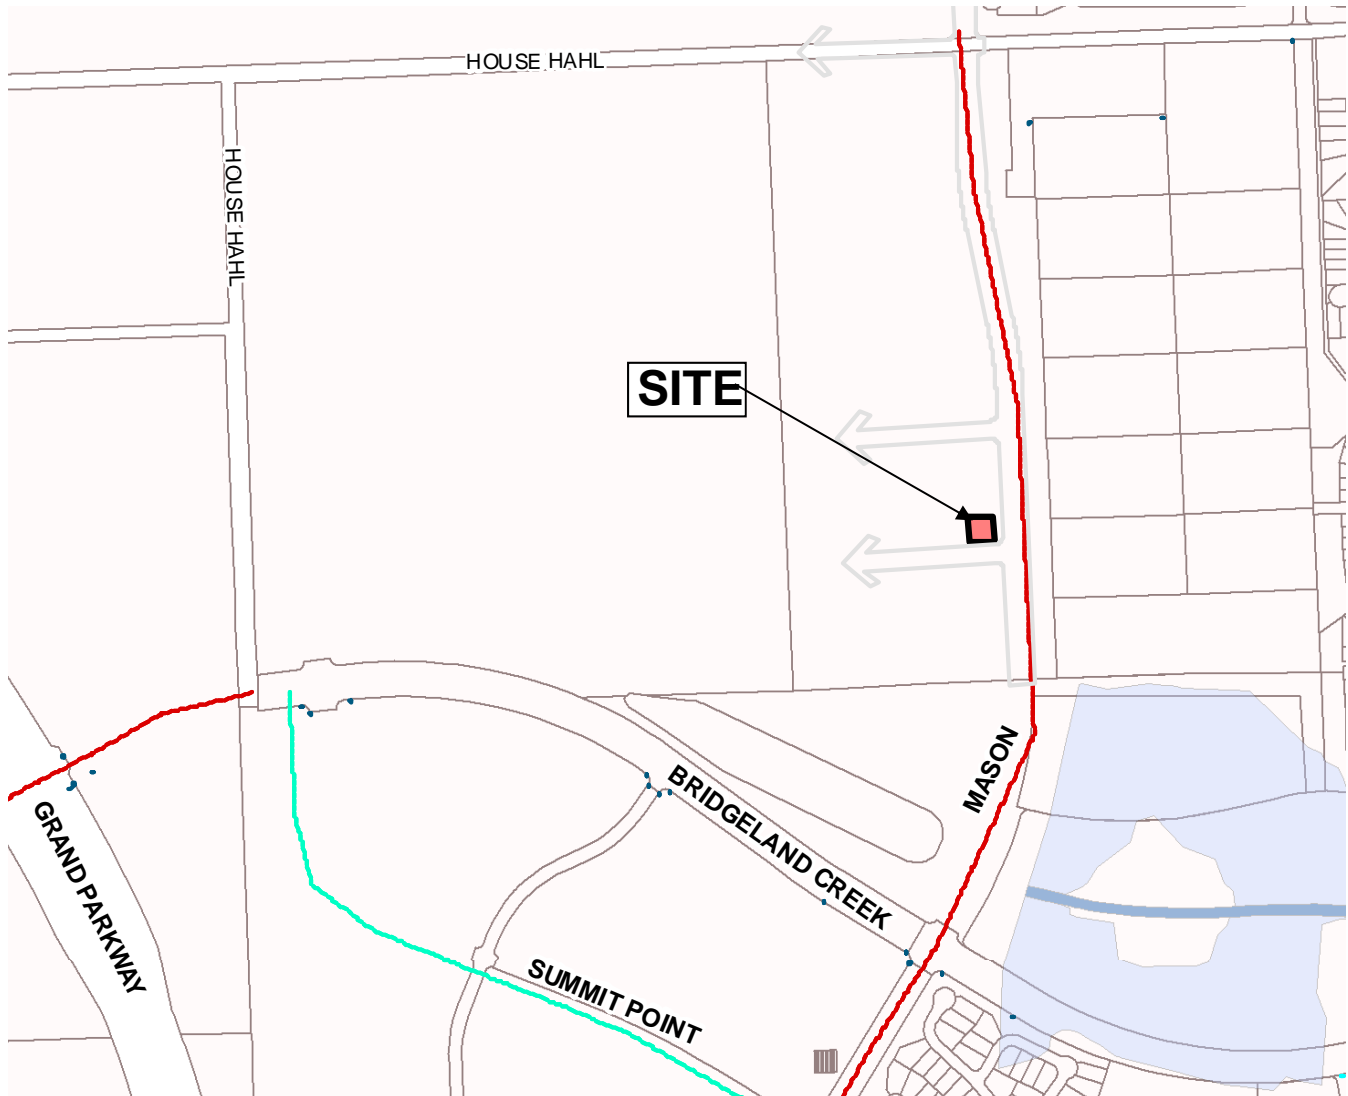 HOUSE HAHL
HOUSE HAHL
SITE
MASON
BRIDGELAND CREEK
GRAND PARKWAY
SUMMIT POINT